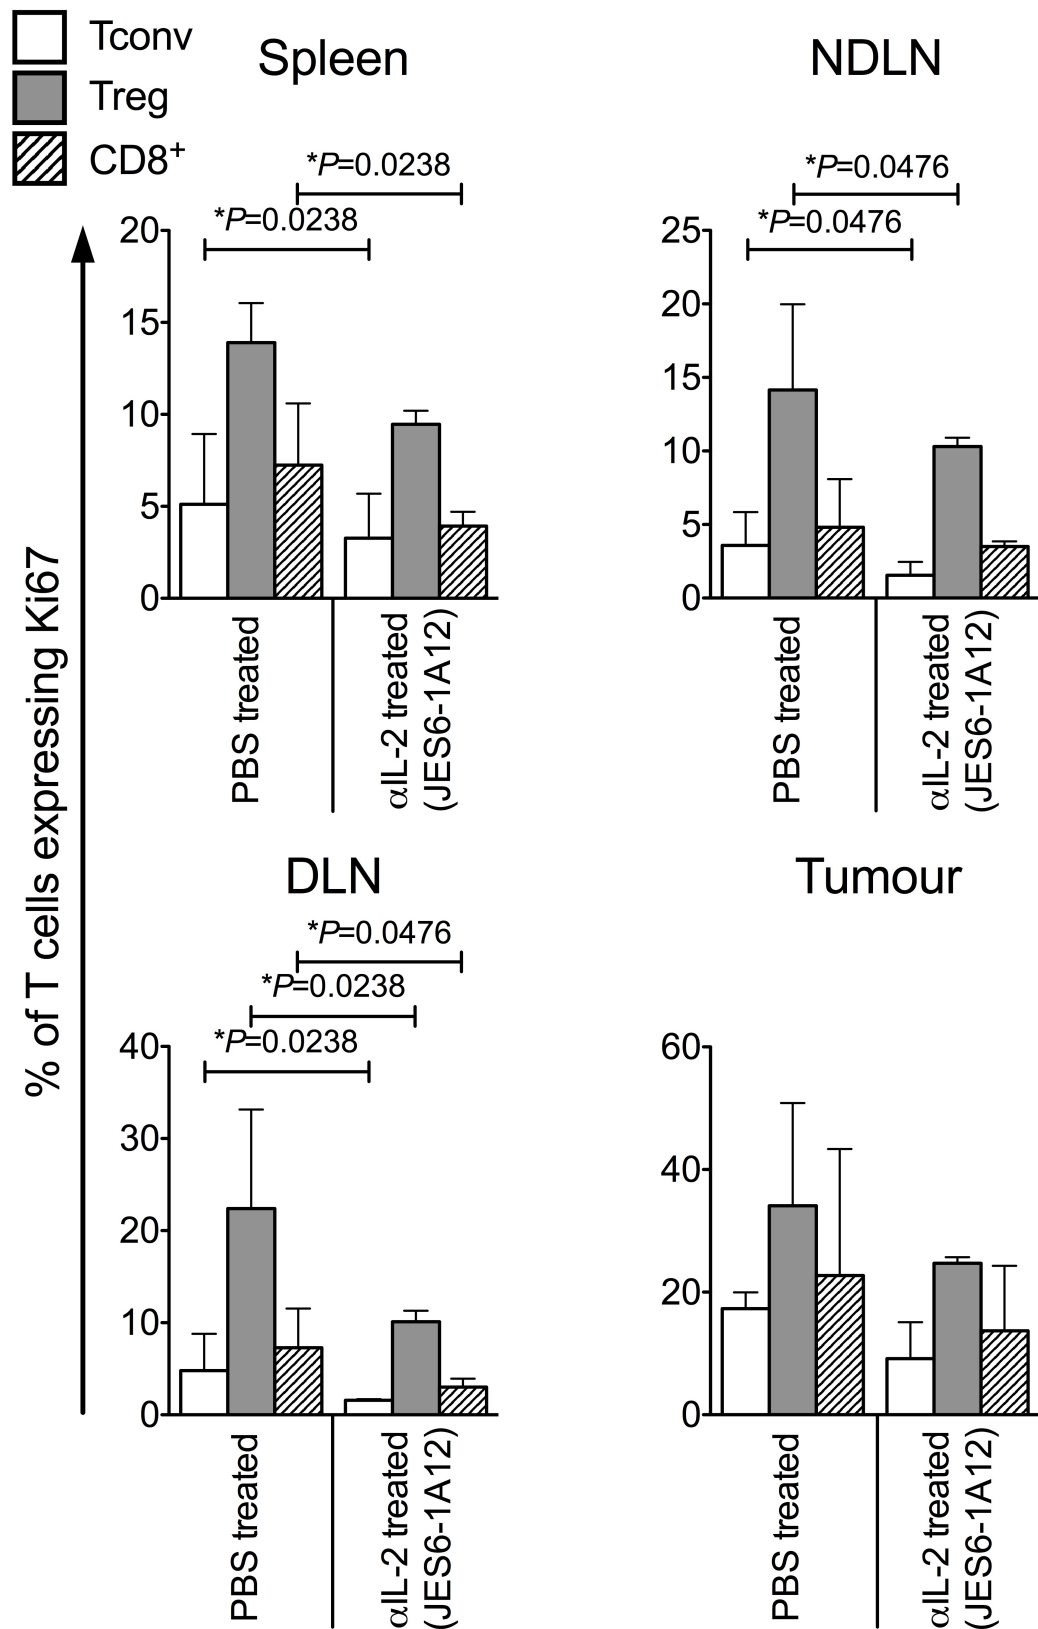 Tconv
Treg
CD8⁺
% of T cells expressing Ki67
Spleen
*P=0.0238
*P=0.0238
20
15
10
5
0
PBS treated
αIL-2 treated
(JES6-1A12)
NDLN
*P=0.0476
*P=0.0476
25
20
15
10
5
0
PBS treated
αIL-2 treated
(JES6-1A12)
DLN
*P=0.0476
*P=0.0238
*P=0.0238
40
30
20
10
0
PBS treated
αIL-2 treated
(JES6-1A12)
Tumour
60
40
20
0
PBS treated
αIL-2 treated
(JES6-1A12)